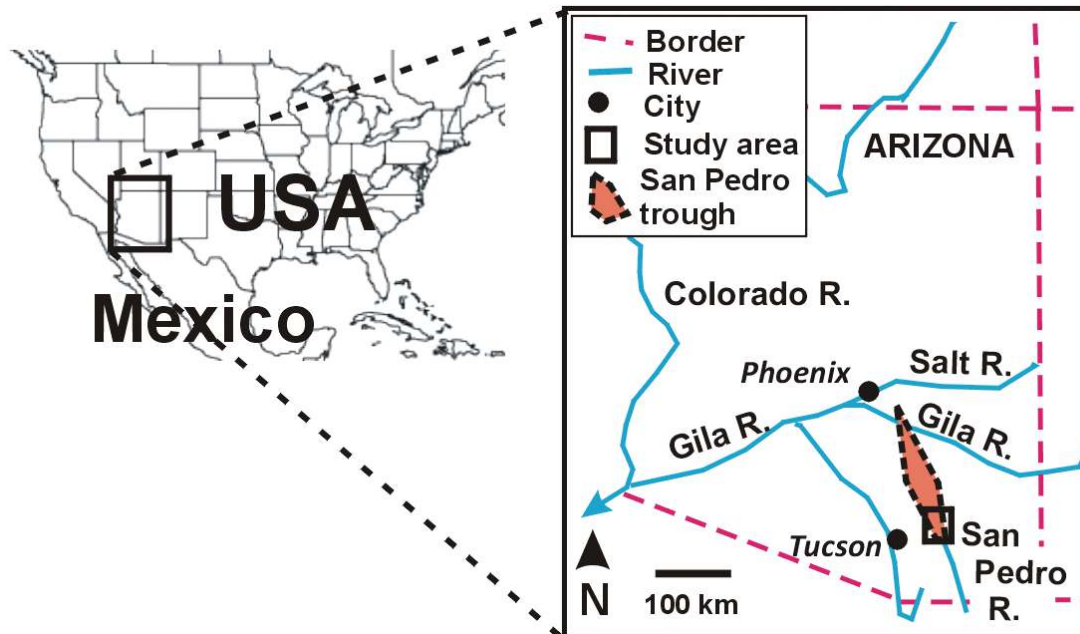 USA
Mexico
Border
River
City
Study area
San Pedro
trough
ARIZONA
Colorado R.
Phoenix
Salt R.
Gila R.
Gila R.
Tucson
San
Pedro
R.
N
100 km